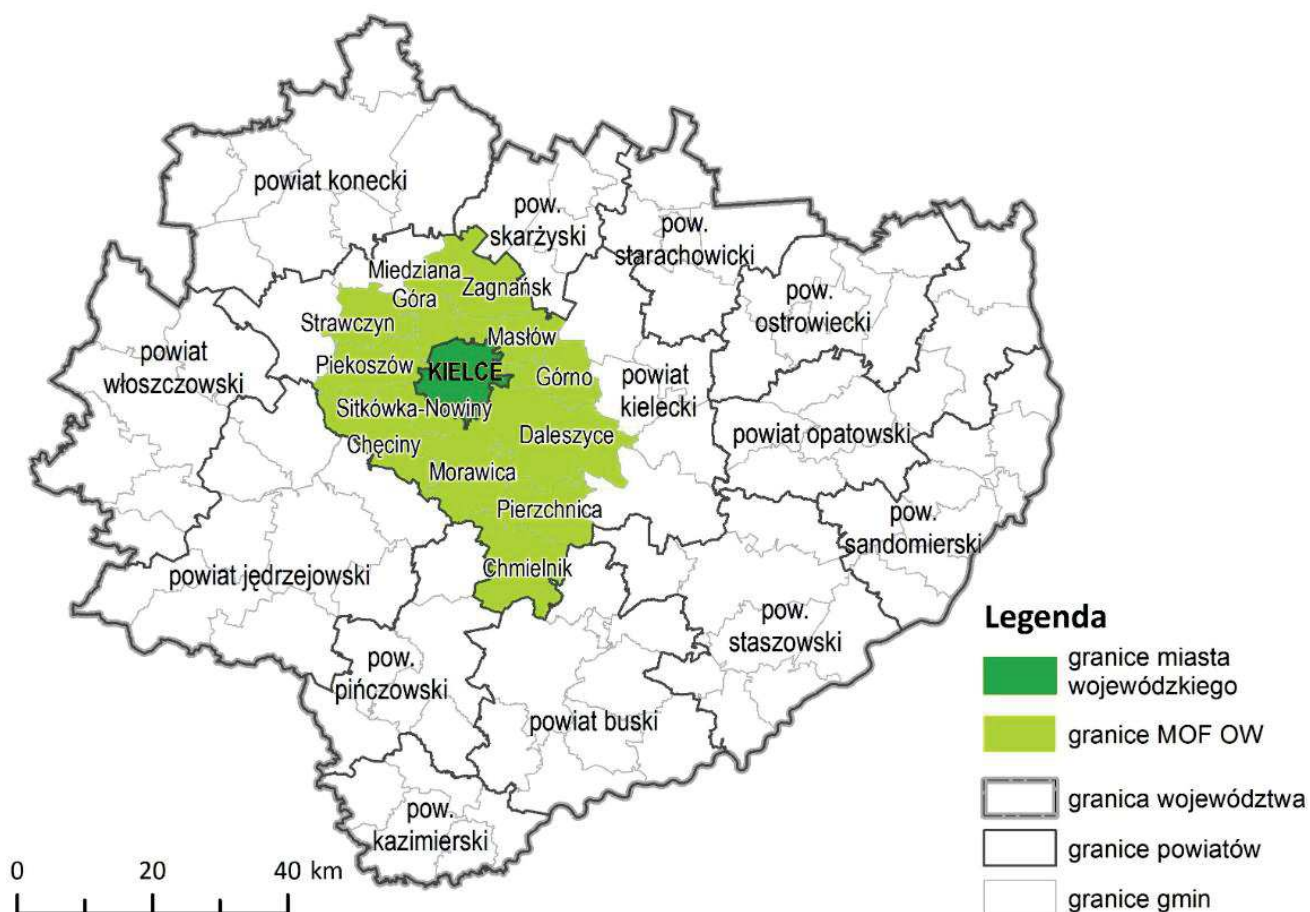 powiat konecki
pow.
skarżyski
pow.
starachowicki
Miedziana
Góra
Zagnańsk
pow.
ostrowiecki
Strawczyn
Masłów
powiat
włoszczowski
Piekoszów
KIELCE
Górno
powiat
kielecki
Sitkówka-Nowiny
Daleszyce
powiat opatowski
Chęciny
Morawica
Pierzchnica
pow.
sandomierski
powiat jędrzejowski
Chmielnik
pow.
staszowski
pow.
pińczowski
powiat buski
pow.
kazimierski
0 20 40 km
Legenda
granice miasta
wojewódzkiego
granice MOF OW
granica województwa
granice powiatów
granice gmin